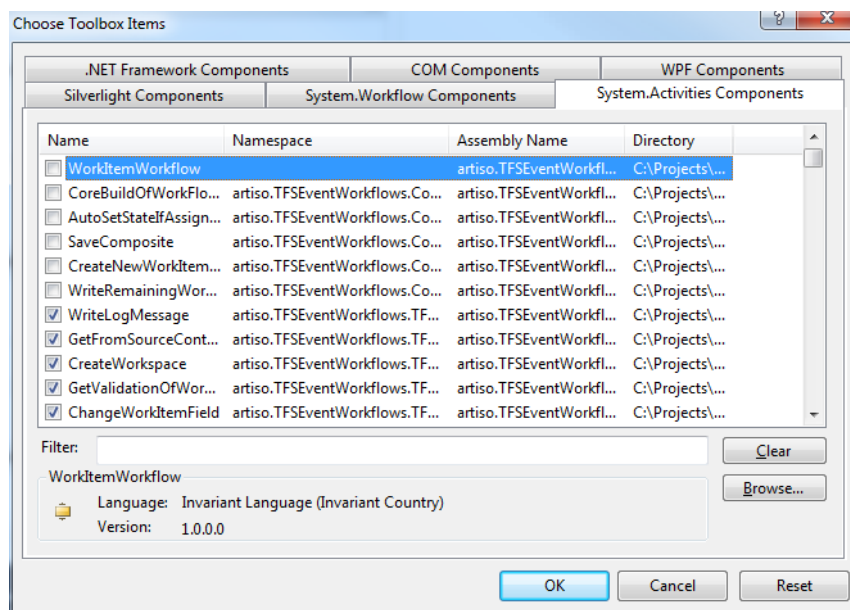 Choose Toolbox Items
.NET Framework Components COM Components WPF Components
Silverlight Components System.Workflow Components System.Activities Components
Name Namespace Assembly Name Directory
WorkItemWorkflow artiso.TFSEventWorkfl... C:\Projects\...
CoreBuildOfWorkFlo... artiso.TFSEventWorkflows.Co... artiso.TFSEventWorkfl... C:\Projects\...
AutoSetStateIfAssign... artiso.TFSEventWorkflows.Co... artiso.TFSEventWorkfl... C:\Projects\...
SaveComposite artiso.TFSEventWorkflows.Co... artiso.TFSEventWorkfl... C:\Projects\...
CreateNewWorkItem... artiso.TFSEventWorkflows.Co... artiso.TFSEventWorkfl... C:\Projects\...
WriteRemainingWor... artiso.TFSEventWorkflows.Co... artiso.TFSEventWorkfl... C:\Projects\...
WriteLogMessage artiso.TFSEventWorkflows.TF... artiso.TFSEventWorkfl... C:\Projects\...
GetFromSourceCont... artiso.TFSEventWorkflows.TF... artiso.TFSEventWorkfl... C:\Projects\...
CreateWorkspace artiso.TFSEventWorkflows.TF... artiso.TFSEventWorkfl... C:\Projects\...
GetValidationOfWor... artiso.TFSEventWorkflows.TF... artiso.TFSEventWorkfl... C:\Projects\...
ChangeWorkItemField artiso.TFSEventWorkflows.TF... artiso.TFSEventWorkfl... C:\Projects\...
Filter: Clear
WorkItemWorkflow
Browse...
Language: Invariant Language (Invariant Country)
Version: 1.0.0.0
OK Cancel Reset